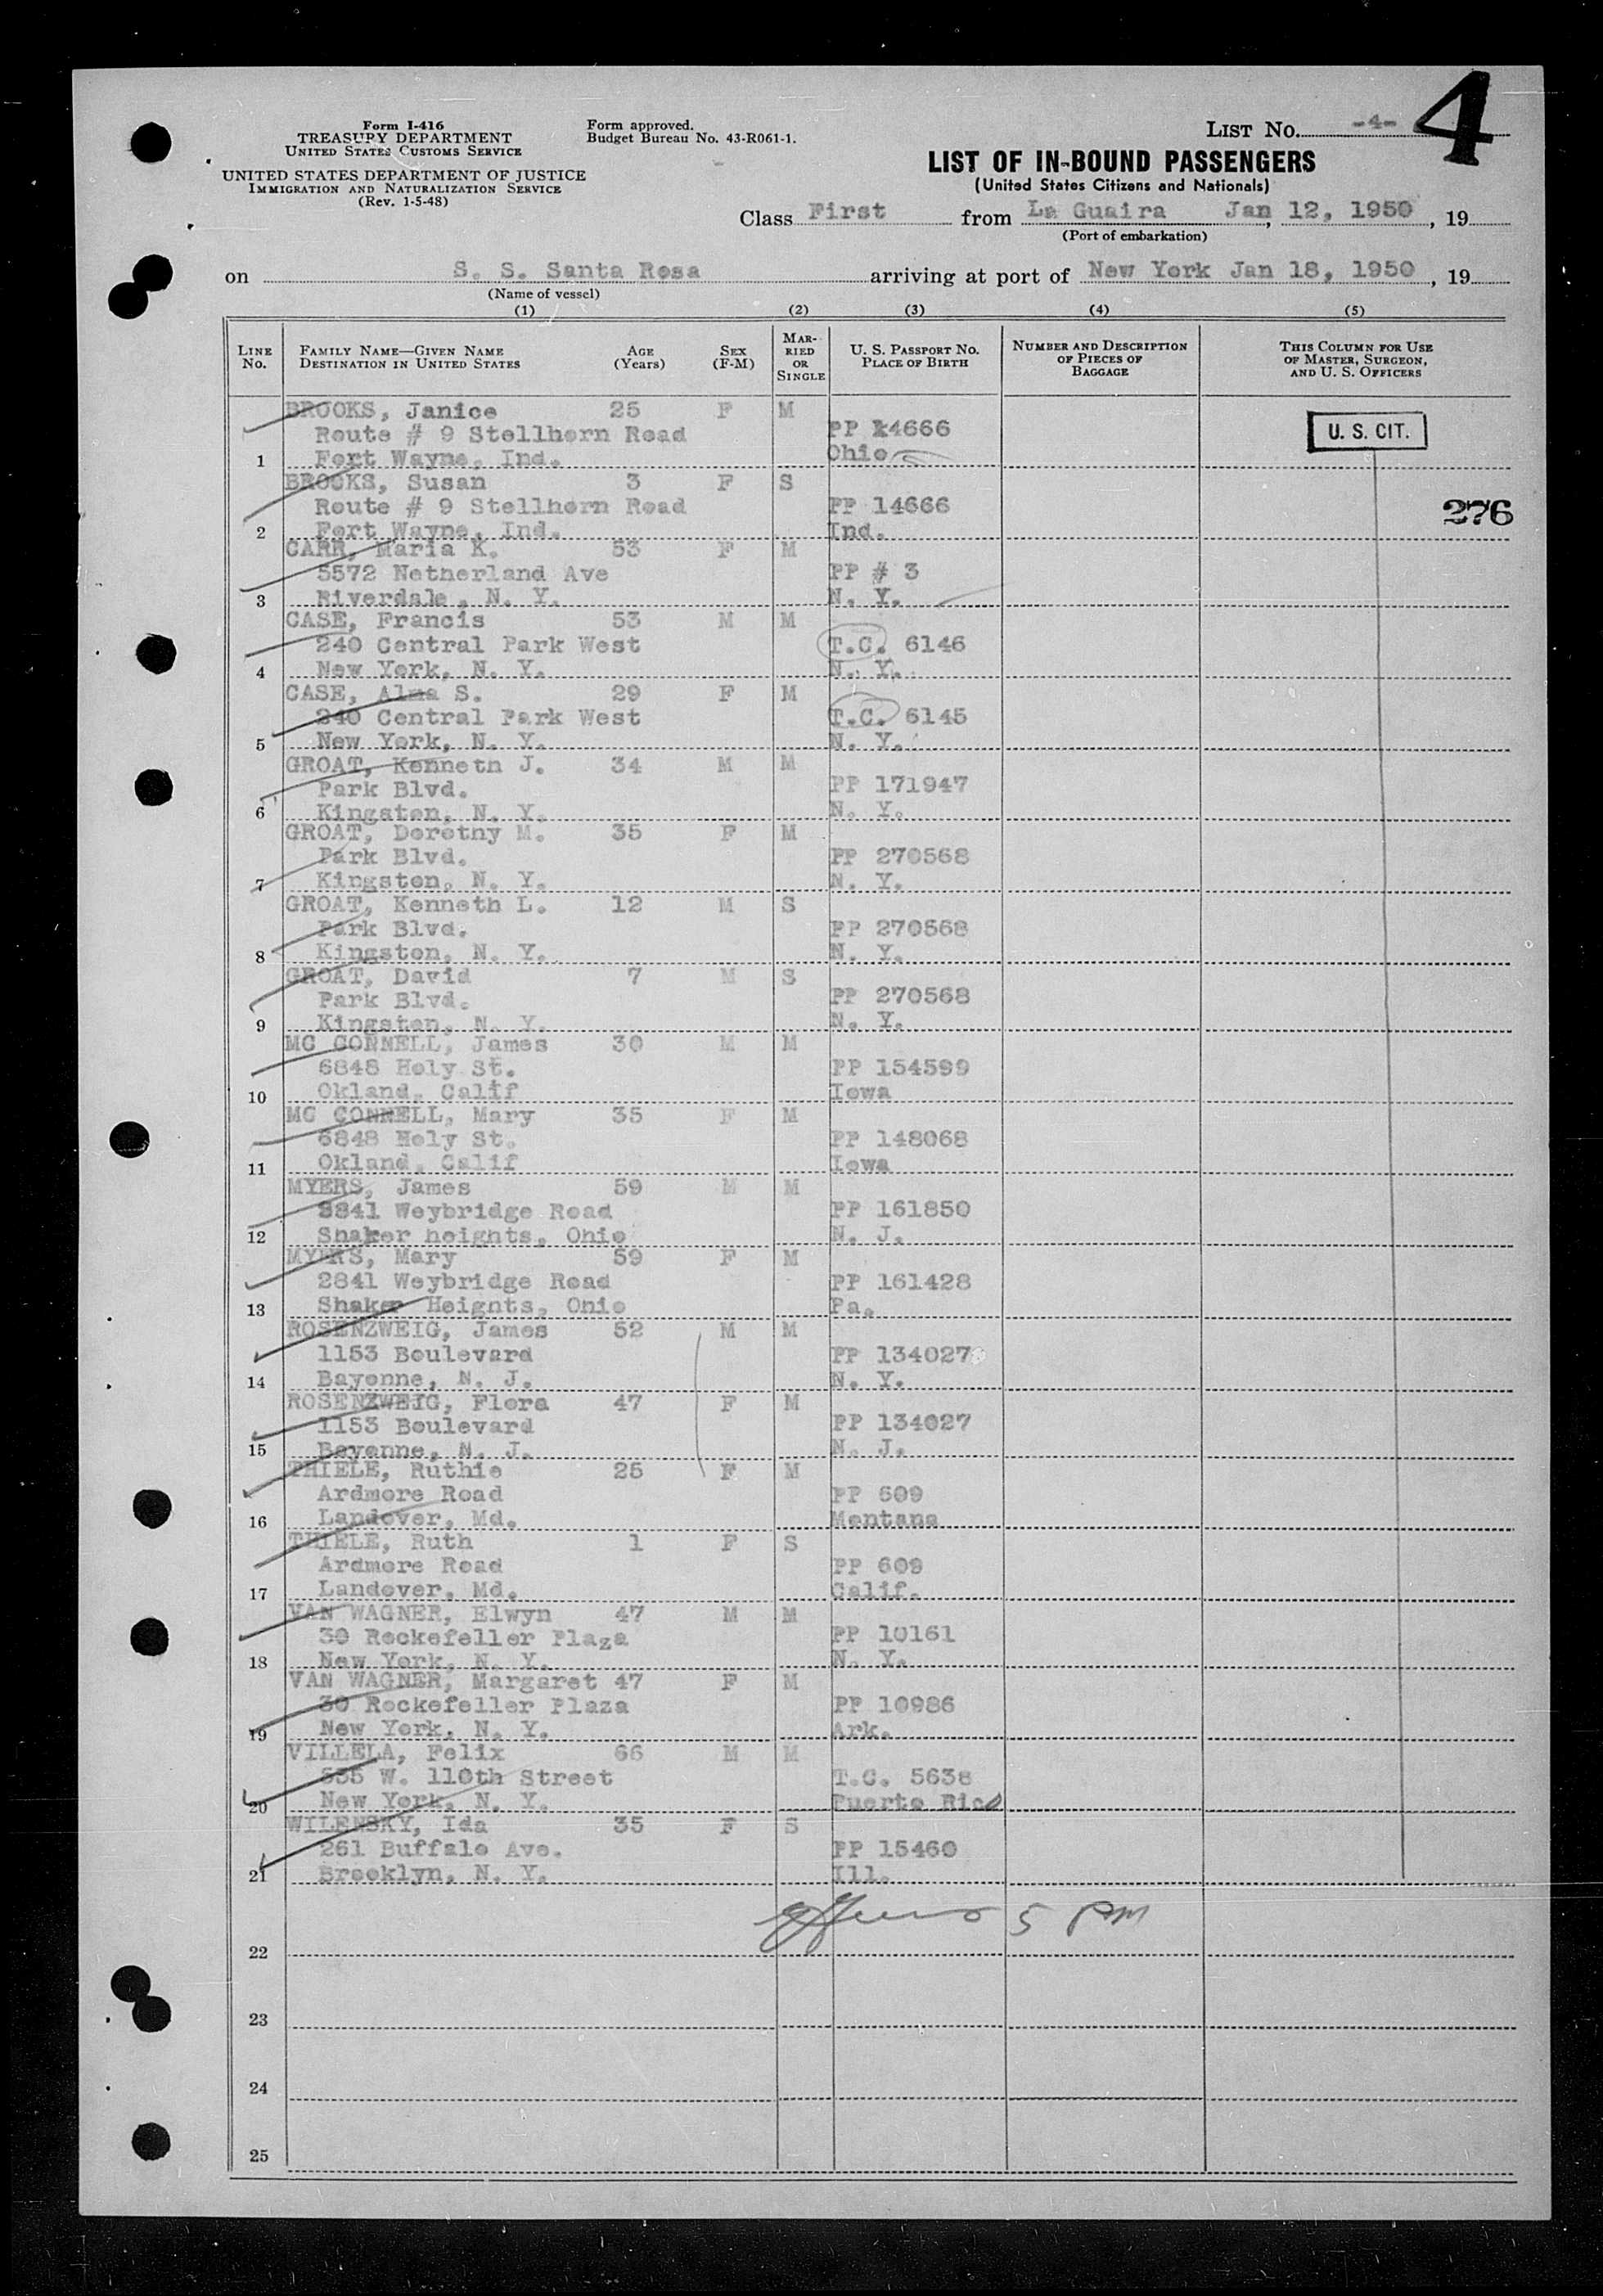 4
Form I-416
TREASURY DEPARTMENT
UNITED STATES CUSTOMS SERVICE
Form approved.
Budget Bureau No. 43-R061-1.
LIST No. -4-
UNITED STATES DEPARTMENT OF JUSTICE
IMMIGRATION AND NATURALIZATION SERVICE
(Rev. 1-5-48)
LIST OF IN-BOUND PASSENGERS
(United States Citizens and Nationals)
Class First from La Guaira Jan 12, 1950, 19
(Port of embarkation)
on S. S. Santa Rosa arriving at port of New York Jan 18, 1950, 19
(Name of vessel)
(1) (2) (3) (4) (5)
LINE No. FAMILY NAME—GIVEN NAME DESTINATION IN UNITED STATES AGE (Years) SEX (F-M) MARRIED OR SINGLE U. S. PASSPORT No. PLACE OF BIRTH NUMBER AND DESCRIPTION OF PIECES OF BAGGAGE THIS COLUMN FOR USE OF MASTER, SURGEON, AND U. S. OFFICERS
BROOKS, Janice 25 F M
Route # 9 Stellhorn Road PP 14666 U. S. CIT.
1 Fort Wayne, Ind. Ohio
BROOKS, Susan 3 F S
Route # 9 Stellhorn Road PP 14666 276
2 Fort Wayne, Ind. Ind.
CARR, Maria K. 53 F M
5572 Netherland Ave PP # 3
3 Riverdale, N. Y. N. Y.
CASE, Francis 53 M M
240 Central Park West T.C. 6146
4 New York, N. Y. N. Y.
CASE, Alma S. 29 F M
240 Central Park West T.C. 6145
5 New York, N. Y. N. Y.
GROAT, Kenneth J. 34 M M
Park Blvd. PP 171947
6 Kingston, N. Y. N. Y.
GROAT, Dorothy M. 35 F M
Park Blvd. PP 270568
7 Kingston, N. Y. N. Y.
GROAT, Kenneth L. 12 M S
Park Blvd. PP 270568
8 Kingston, N. Y. N. Y.
GROAT, David 7 M S
Park Blvd. PP 270568
9 Kingston, N. Y. N. Y.
MC CONNELL, James 30 M M
6848 Holy St. PP 154599
10 Okland, Calif Iowa
MC CONNELL, Mary 35 F M
6848 Holy St. PP 148068
11 Okland, Calif Iowa
MYERS, James 59 M M
2841 Weybridge Road PP 161850
12 Shaker heights, Ohio N. J.
MYERS, Mary 59 F M
2841 Weybridge Road PP 161428
13 Shaker Heights, Ohio Pa.
ROSENZWEIG, James 52 M M
1153 Boulevard PP 134027
14 Bayonne, N. J. N. Y.
ROSENZWEIG, Flora 47 F M
1153 Boulevard PP 134027
15 Bayonne, N. J. N. J.
THIELE, Ruthie 25 F M
Ardmore Road PP 609
16 Landover, Md. Montana
THIELE, Ruth 1 F S
Ardmore Road PP 609
17 Landover, Md. Calif.
VAN WAGNER, Elwyn 47 M M
30 Rockefeller Plaza PP 10161
18 New York, N. Y. N. Y.
VAN WAGNER, Margaret 47 F M
30 Rockefeller Plaza PP 10986
19 New York, N. Y. Ark.
VILLELA, Felix 66 M M
535 W. 110th Street T.C. 5638
20 New York, N. Y. Puerto Rico
WILENSKY, Ida 35 F S
261 Buffalo Ave. PP 15460
21 Brooklyn, N. Y. Ill.
5 PM
22
23
24
25